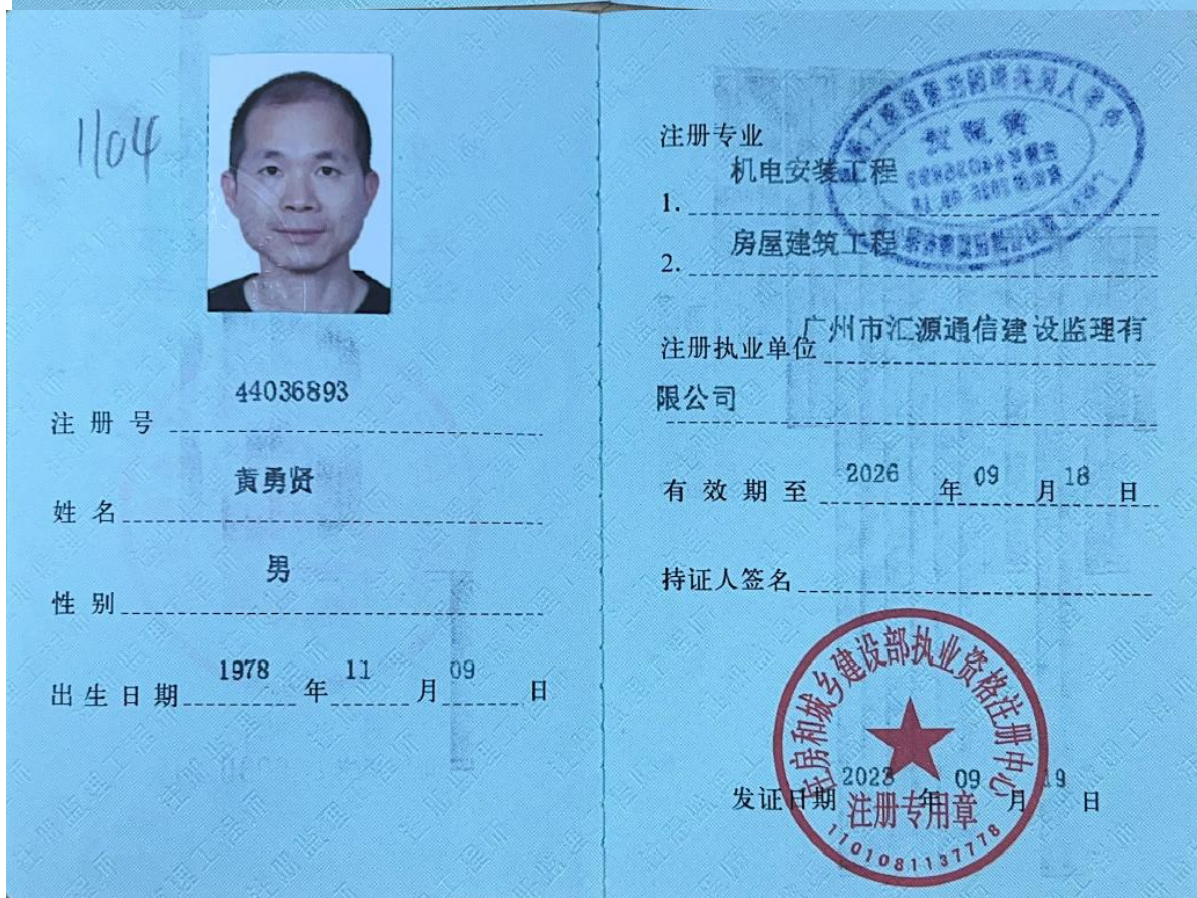 1104
44036893
注册号
黄勇贤
姓名
男
性别
出生日期 1978 年 11 月 09 日
注册专业
机电安装工程
1.
房屋建筑工程
2.
注册执业单位 广州市汇源通信建设监理有
限公司
有效期至 2026 年 09 月 18 日
持证人签名
住房和城乡建设部执业资格注册中心
发证日期 2023 年 09 月 19 日
注册专用章
1101081137778